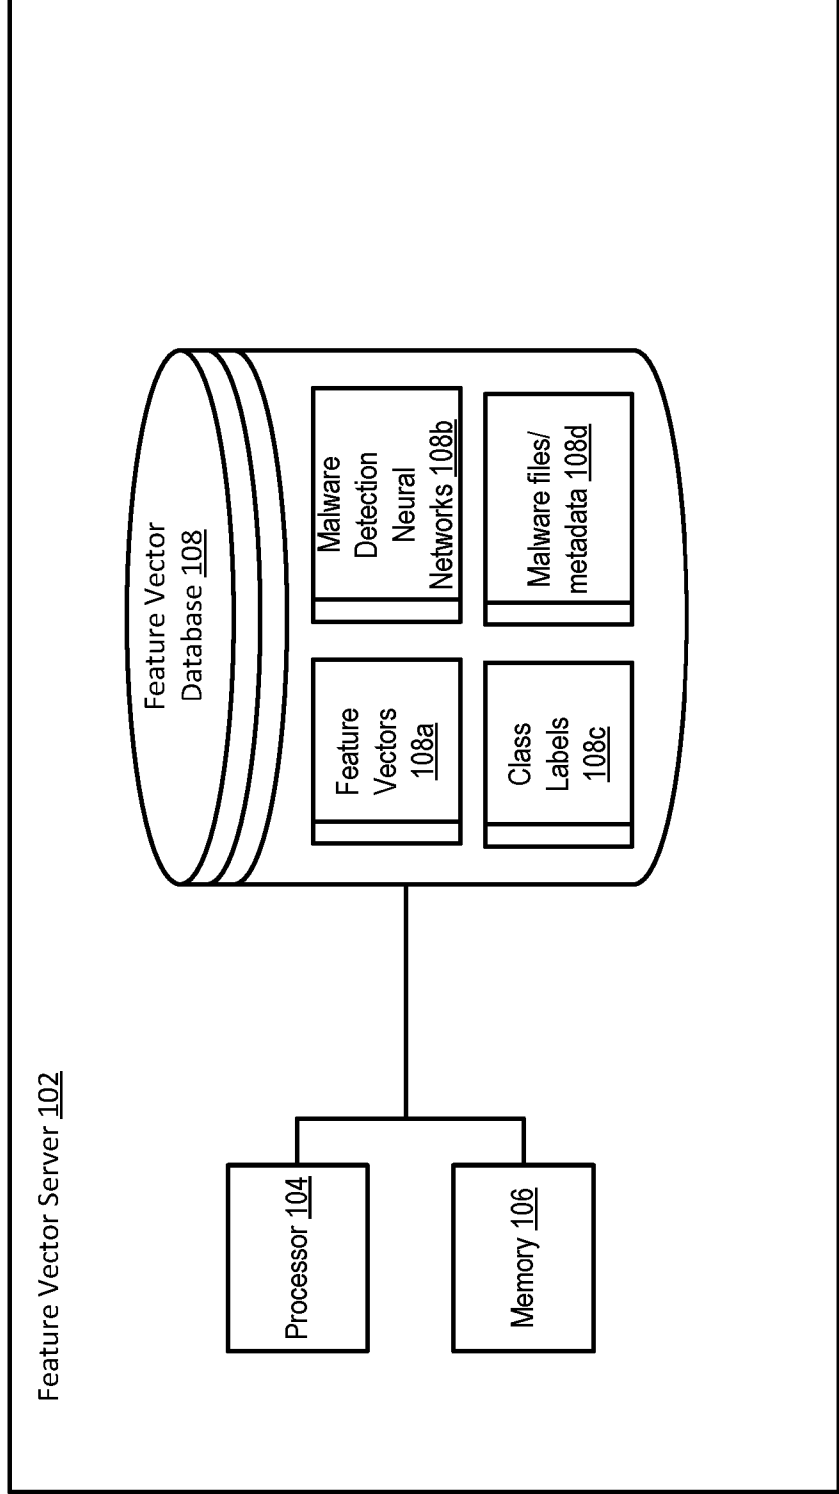 Feature Vector Server 102
Processor 104
Memory 106
Feature Vector
Database 108
Feature
Vectors
108a
Malware
Detection
Neural
Networks 108b
Class
Labels
108c
Malware files/
metadata 108d